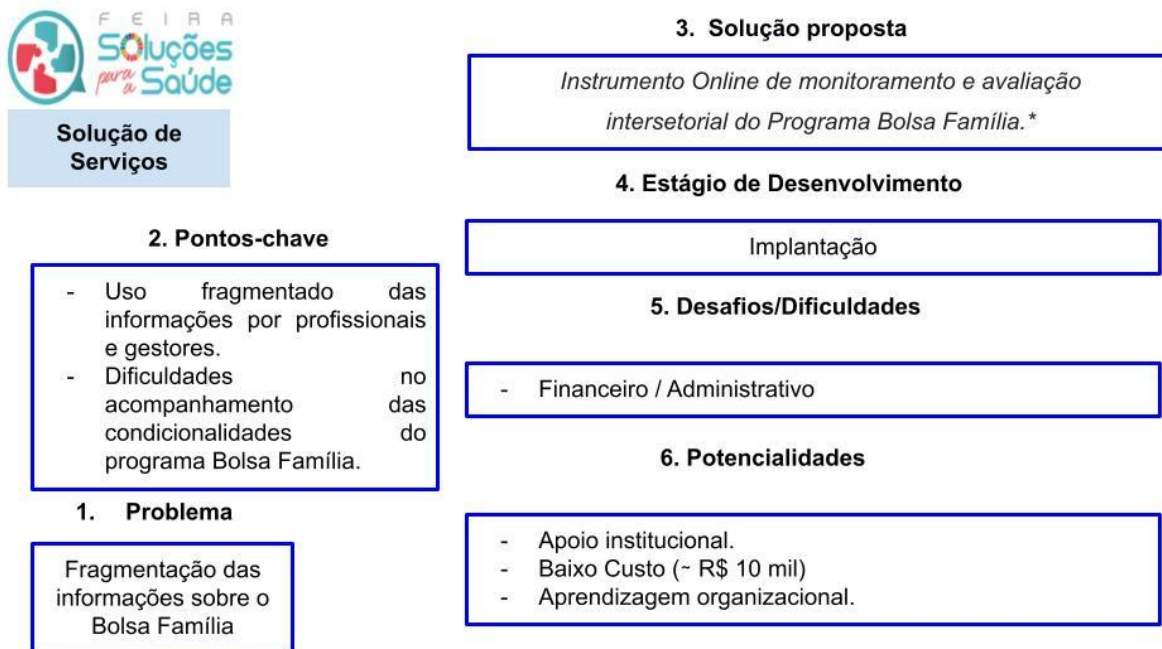 FEIRA
SOluções
para a Saúde
Solução de
Serviços
2. Pontos-chave
- Uso fragmentado das
informações por profissionais
e gestores.
- Dificuldades no
acompanhamento das
condicionalidades do
programa Bolsa Família.
1. Problema
Fragmentação das
informações sobre o
Bolsa Família
3. Solução proposta
Instrumento Online de monitoramento e avaliação
intersetorial do Programa Bolsa Família.*
4. Estágio de Desenvolvimento
Implantação
5. Desafios/Dificuldades
- Financeiro / Administrativo
6. Potencialidades
- Apoio institucional.
- Baixo Custo (~ R$ 10 mil)
- Aprendizagem organizacional.